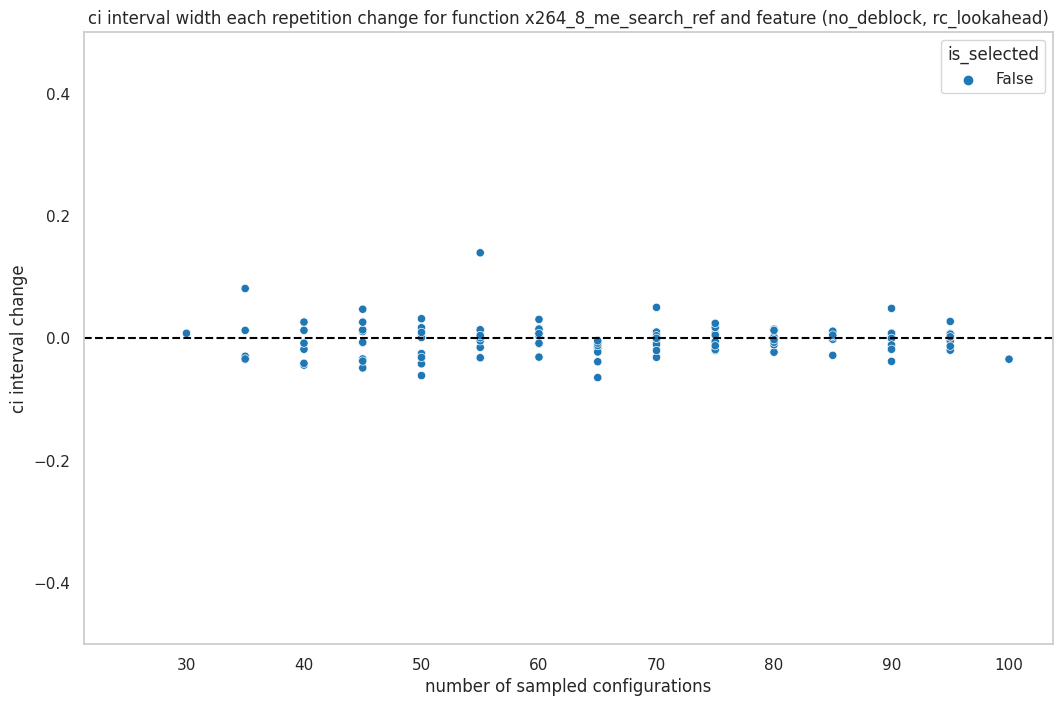 ci interval width each repetition change for function x264_8_me_search_ref and feature (no_deblock, rc_lookahead)
is_selected
False
ci interval change
0.4
0.2
0.0
−0.2
−0.4
30 40 50 60 70 80 90 100
number of sampled configurations